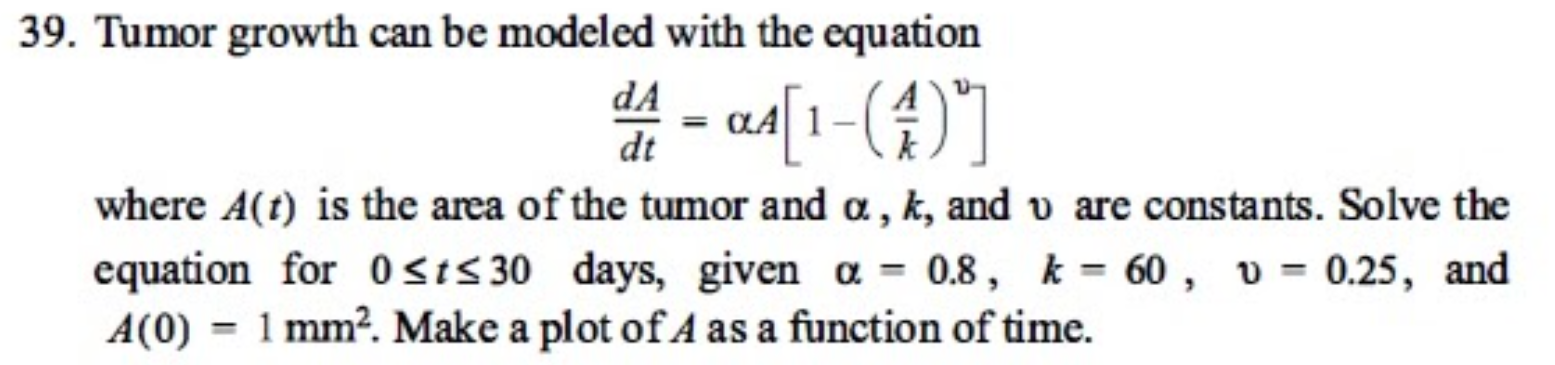 39. Tumor growth can be modeled with the equation
dA/dt = αA[1-(A/k)^υ]
where A(t) is the area of the tumor and α, k, and υ are constants. Solve the
equation for 0≤t≤30 days, given α = 0.8, k = 60, υ = 0.25, and
A(0) = 1 mm². Make a plot of A as a function of time.